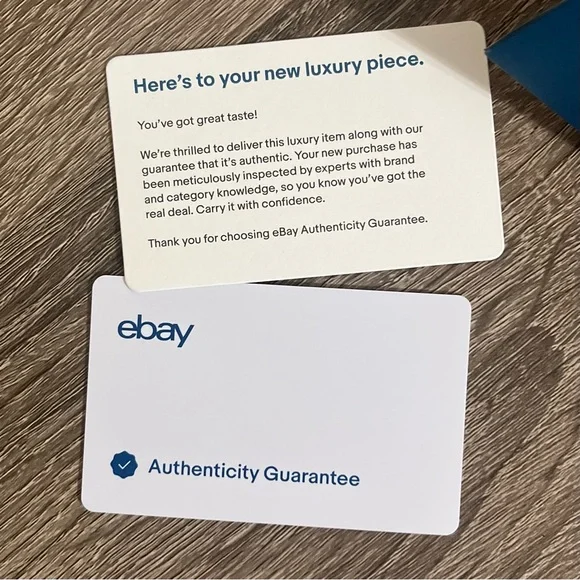 Here's to your new luxury piece.
You've got great taste!
We're thrilled to deliver this luxury item along with our
guarantee that it's authentic. Your new purchase has
been meticulously inspected by experts with brand
and category knowledge, so you know you've got the
real deal. Carry it with confidence.
Thank you for choosing eBay Authenticity Guarantee.
ebay
Authenticity Guarantee